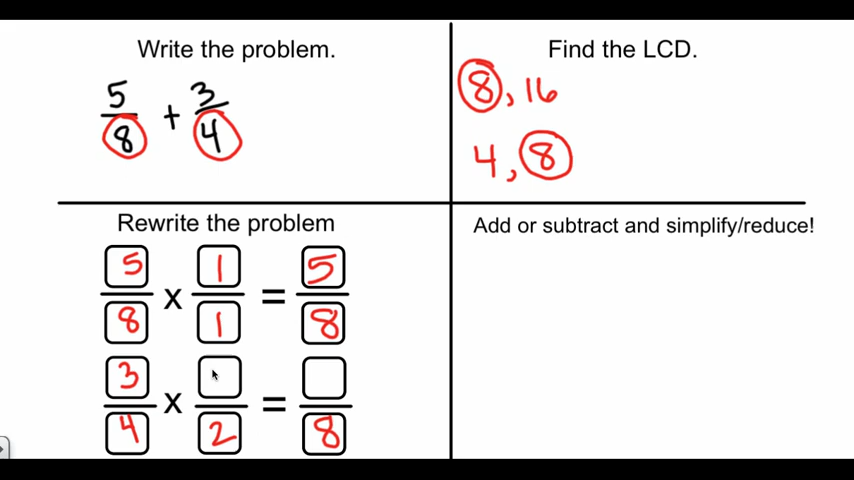 Write the problem.
5/8 + 3/4
Find the LCD.
8, 16
4, 8
Rewrite the problem
5/8 x 1/1 = 5/8
3/4 x /2 = /8
Add or subtract and simplify/reduce!